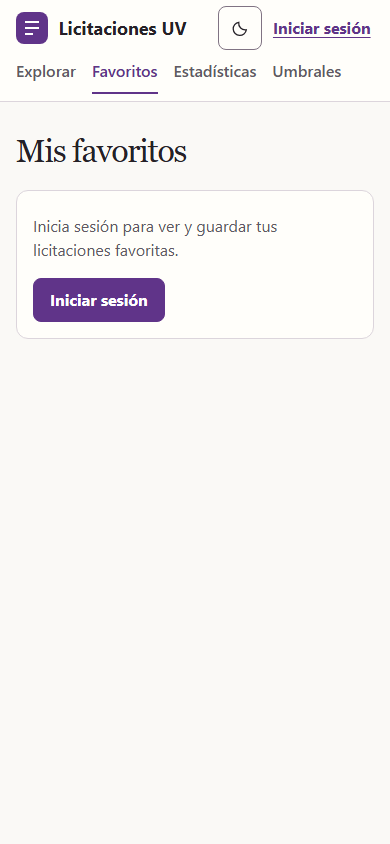 Licitaciones UV
Iniciar sesión
Explorar Favoritos Estadísticas Umbrales
Mis favoritos
Inicia sesión para ver y guardar tus
licitaciones favoritas.
Iniciar sesión